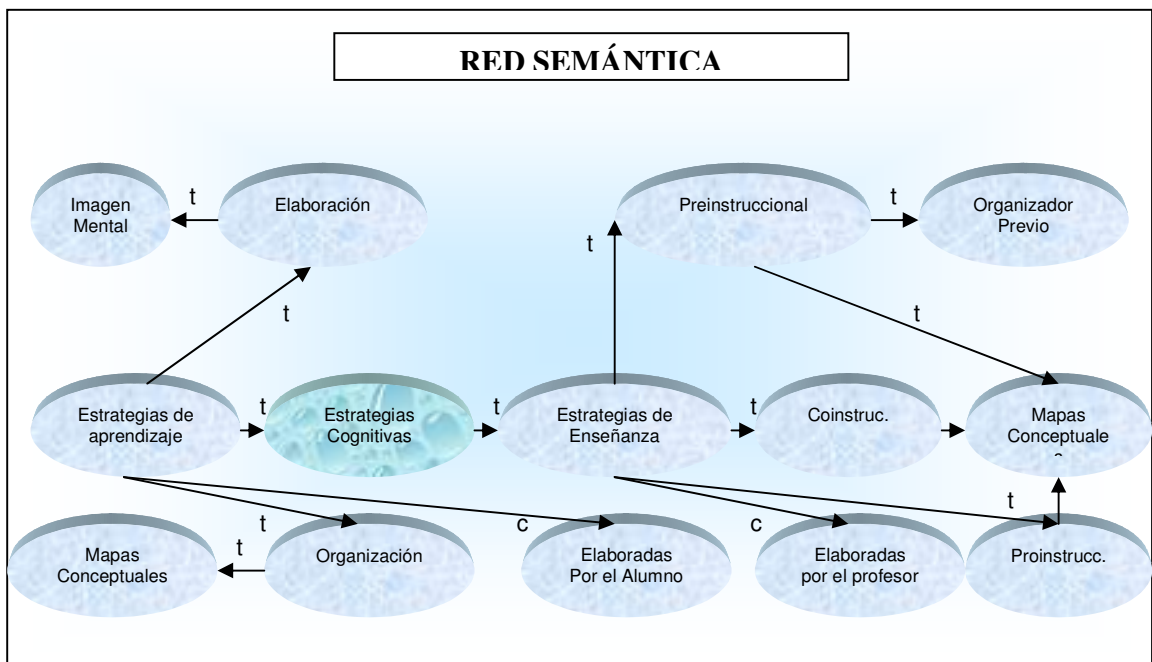 RED SEMÁNTICA
Imagen
Mental
t
Elaboración
Preinstruccional
t
Organizador
Previo
t
t
t
Estrategias de
aprendizaje
t
Estrategias
Cognitivas
t
Estrategias de
Enseñanza
t
Coinstruc.
Mapas
Conceptuale
t
c
c
t
Mapas
Conceptuales
t
Organización
Elaboradas
Por el Alumno
Elaboradas
por el profesor
Proinstrucc.